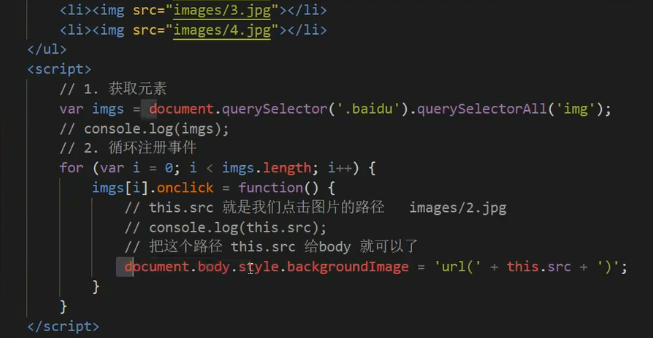 <li><img src="images/3.jpg"></li>
<li><img src="images/4.jpg"></li>
</ul>
<script>
// 1. 获取元素
var imgs = document.querySelector('.baidu').querySelectorAll('img');
// console.log(imgs);
// 2. 循环注册事件
for (var i = 0; i < imgs.length; i++) {
imgs[i].onclick = function() {
// this.src 就是我们点击图片的路径   images/2.jpg
// console.log(this.src);
// 把这个路径 this.src 给body 就可以了
document.body.style.backgroundImage = 'url(' + this.src + ')';
}
}
</script>